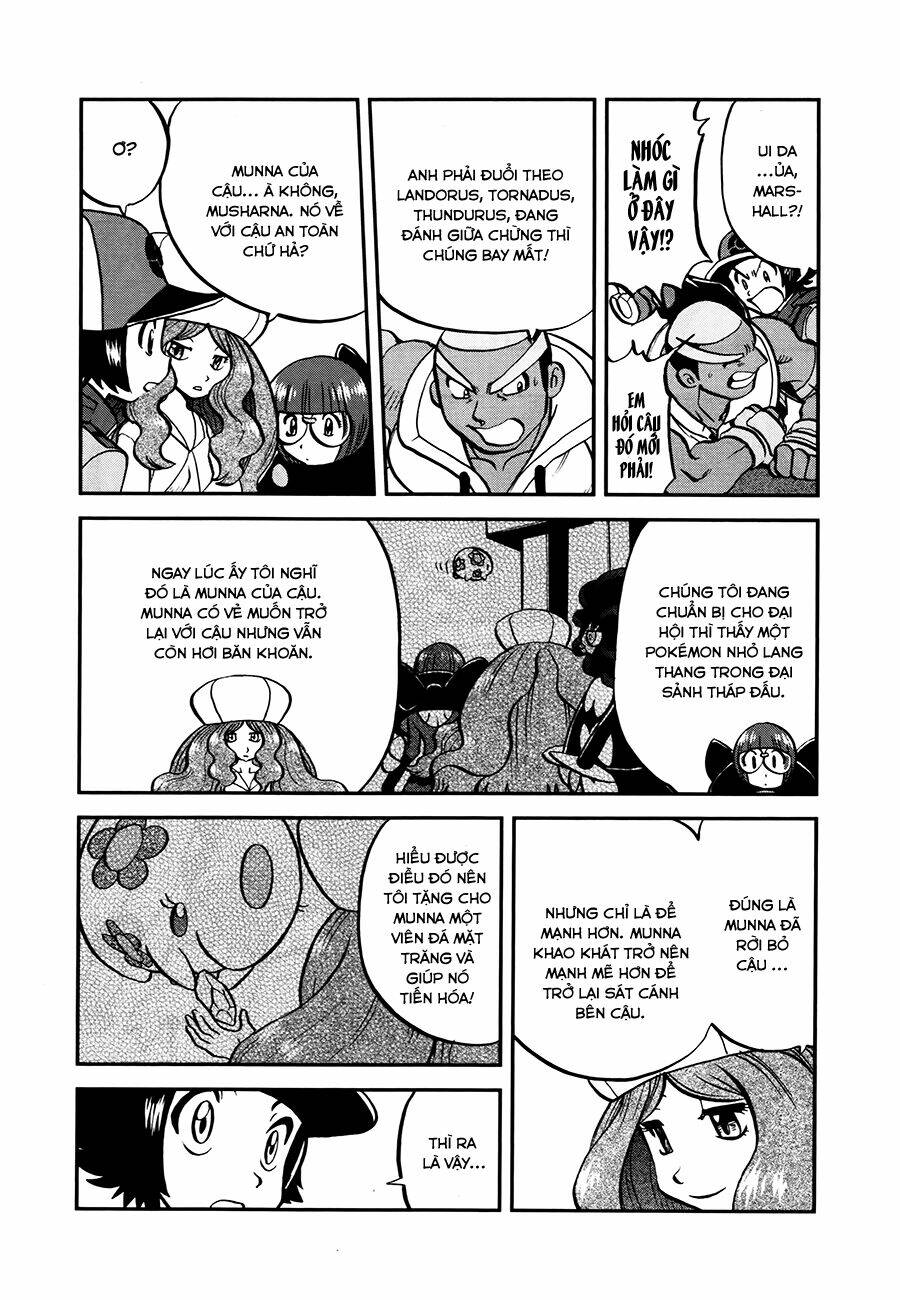 UI DA
...ỦA,
MARS-
HALL?!
NHÓC
LÀM GÌ
Ở ĐÂY
VẬY!?
EM
HỎI CÂU
ĐÓ MỚI
PHẢI!
ANH PHẢI ĐUỔI THEO
LANDORUS, TORNADUS,
THUNDURUS, ĐANG
ĐÁNH GIỮA CHỪNG THÌ
CHÚNG BAY MẤT!
MUNNA CỦA
CẬU... À KHÔNG,
MUSHARNA. NÓ VỀ
VỚI CẬU AN TOÀN
CHỨ HẢ?
Ơ?
CHÚNG TÔI ĐANG
CHUẨN BỊ CHO ĐẠI
HỘI THÌ THẤY MỘT
POKÉMON NHỎ LANG
THANG TRONG ĐẠI
SẢNH THÁP ĐẤU.
NGAY LÚC ẤY TÔI NGHĨ
ĐÓ LÀ MUNNA CỦA CẬU.
MUNNA CÓ VẺ MUỐN TRỞ
LẠI VỚI CẬU NHƯNG VẪN
CÒN HƠI BĂN KHOĂN.
ĐÚNG LÀ
MUNNA ĐÃ
RỜI BỎ
CẬU ...
NHƯNG CHỈ LÀ ĐỂ
MẠNH HƠN. MUNNA
KHAO KHÁT TRỞ NÊN
MẠNH MẼ HƠN ĐỂ
TRỞ LẠI SÁT CÁNH
BÊN CẬU.
HIỂU ĐƯỢC
ĐIỀU ĐÓ NÊN
TÔI TẶNG CHO
MUNNA MỘT
VIÊN ĐÁ MẶT
TRĂNG VÀ
GIÚP NÓ
TIẾN HÓA!
THÌ RA
LÀ VẬY...